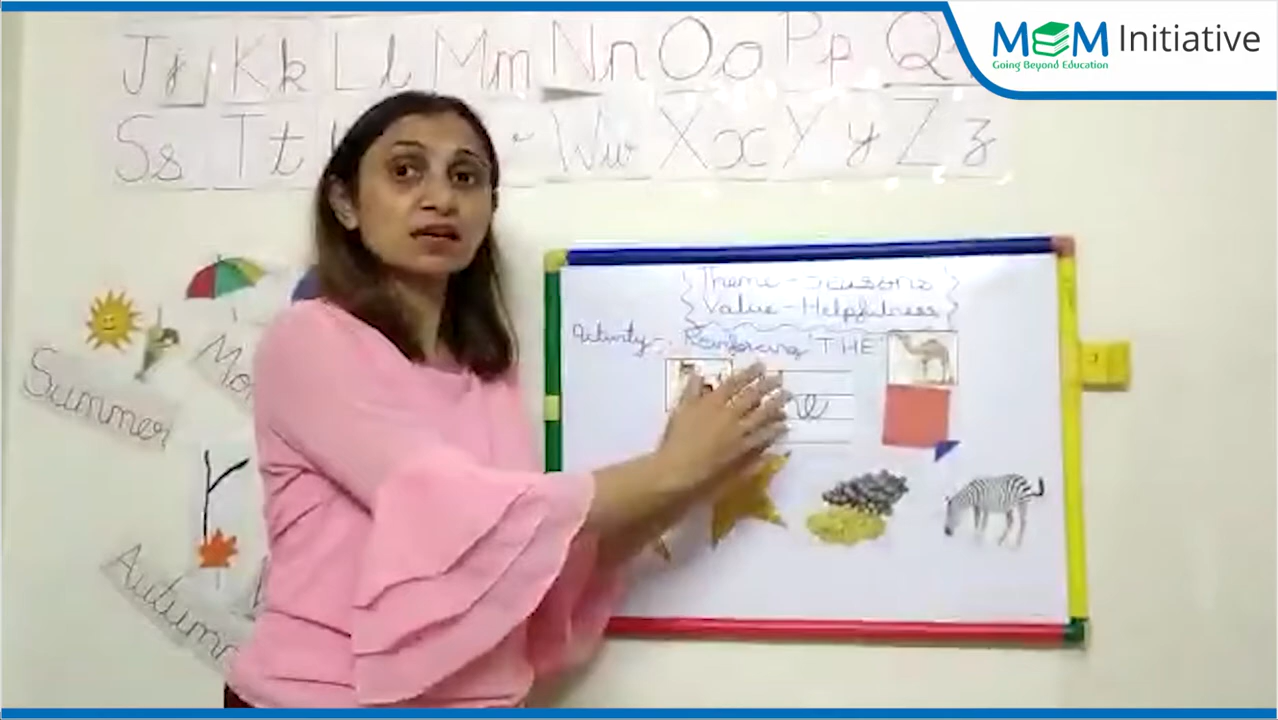 MEM Initiative
Going Beyond Education
Jj Kk Ll Mm Nn Oo Pp Q
Ss Tt Ww Xx Yy Zz
Theme - Seasons
Value - Helpfulness
Activity - Reinforcing 'THE'
Summer
Autumn